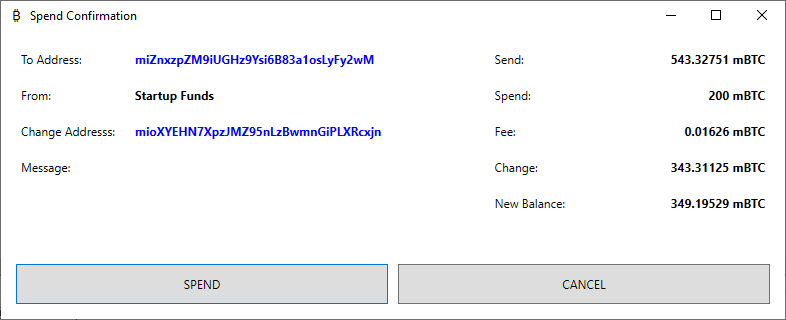 Spend Confirmation
To Address: miZnxzpZM9iUGHz9Ysi6B83a1osLyFy2wM Send: 543.32751 mBTC
From: Startup Funds Spend: 200 mBTC
Change Addresss: mioXYEHN7XpzJMZ95nLzBwmnGiPLXRcxjn Fee: 0.01626 mBTC
Message: Change: 343.31125 mBTC
New Balance: 349.19529 mBTC
SPEND CANCEL